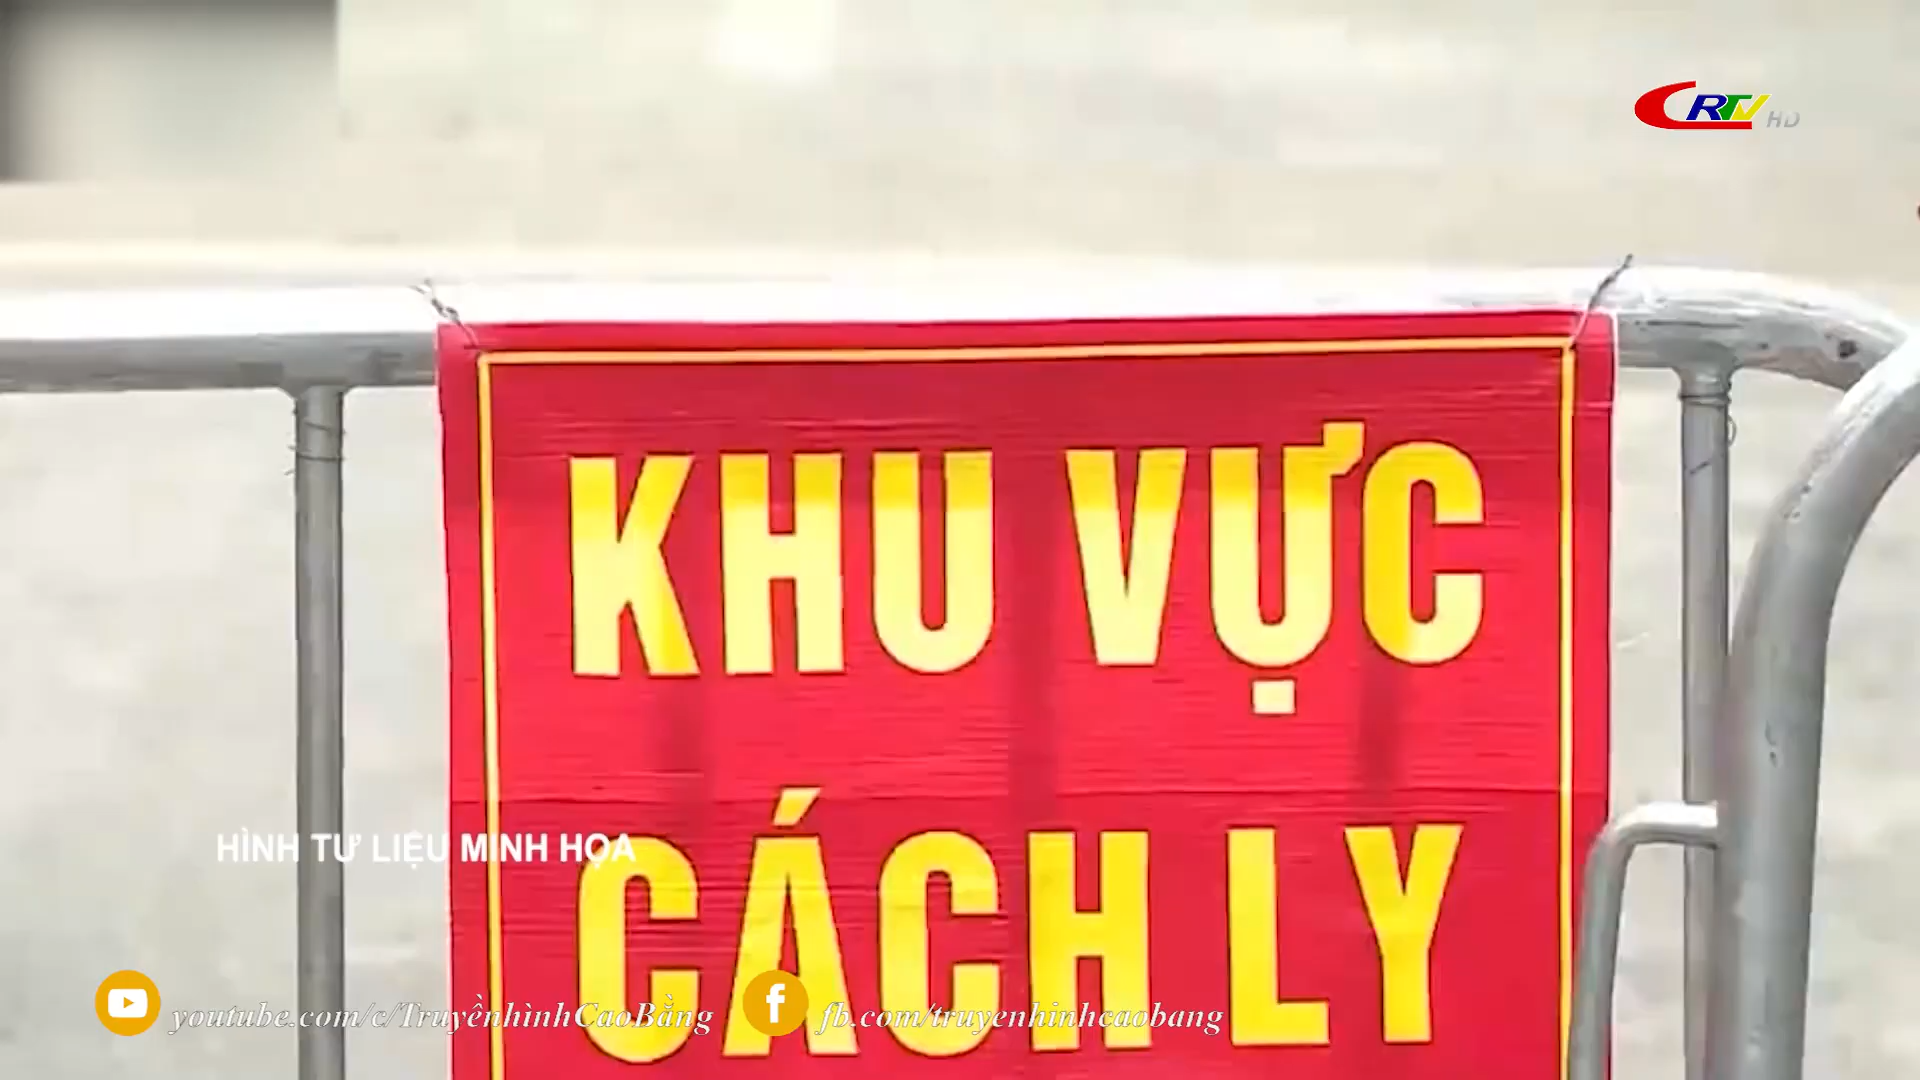 CRTV HD
KHU VỰC
CÁCH LY
HÌNH TƯ LIỆU MINH HỌA
youtube.com/c/TruyềnhìnhCaoBằng
fb.com/truyenhinhcaobang